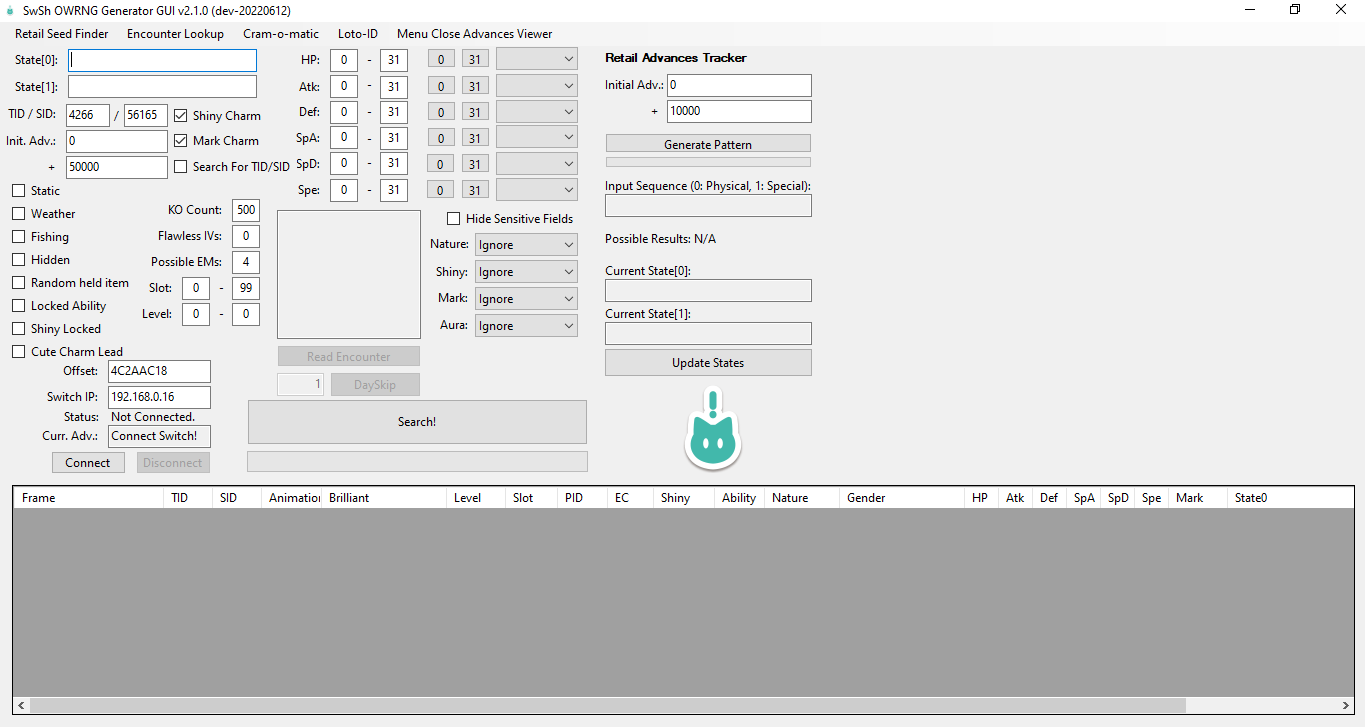 SwSh OWRNG Generator GUI v2.1.0 (dev-20220612)
Retail Seed Finder Encounter Lookup Cram-o-matic Loto-ID Menu Close Advances Viewer
State[0]:
State[1]:
TID / SID: 4266 / 56165 Shiny Charm
Init. Adv.: 0 Mark Charm
+ 50000 Search For TID/SID
Static
Weather
Fishing
Hidden
Random held item
Locked Ability
Shiny Locked
Cute Charm Lead
KO Count: 500
Flawless IVs: 0
Possible EMs: 4
Slot: 0 - 99
Level: 0 - 0
Offset: 4C2AAC18
Switch IP: 192.168.0.16
Status: Not Connected.
Curr. Adv.: Connect Switch!
Connect Disconnect
HP: 0 - 31 0 31
Atk: 0 - 31 0 31
Def: 0 - 31 0 31
SpA: 0 - 31 0 31
SpD: 0 - 31 0 31
Spe: 0 - 31 0 31
Hide Sensitive Fields
Nature: Ignore
Shiny: Ignore
Mark: Ignore
Aura: Ignore
Read Encounter
1 DaySkip
Search!
Retail Advances Tracker
Initial Adv.: 0
+ 10000
Generate Pattern
Input Sequence (0: Physical, 1: Special):
Possible Results: N/A
Current State[0]:
Current State[1]:
Update States
Frame TID SID Animation Brilliant Level Slot PID EC Shiny Ability Nature Gender HP Atk Def SpA SpD Spe Mark State0